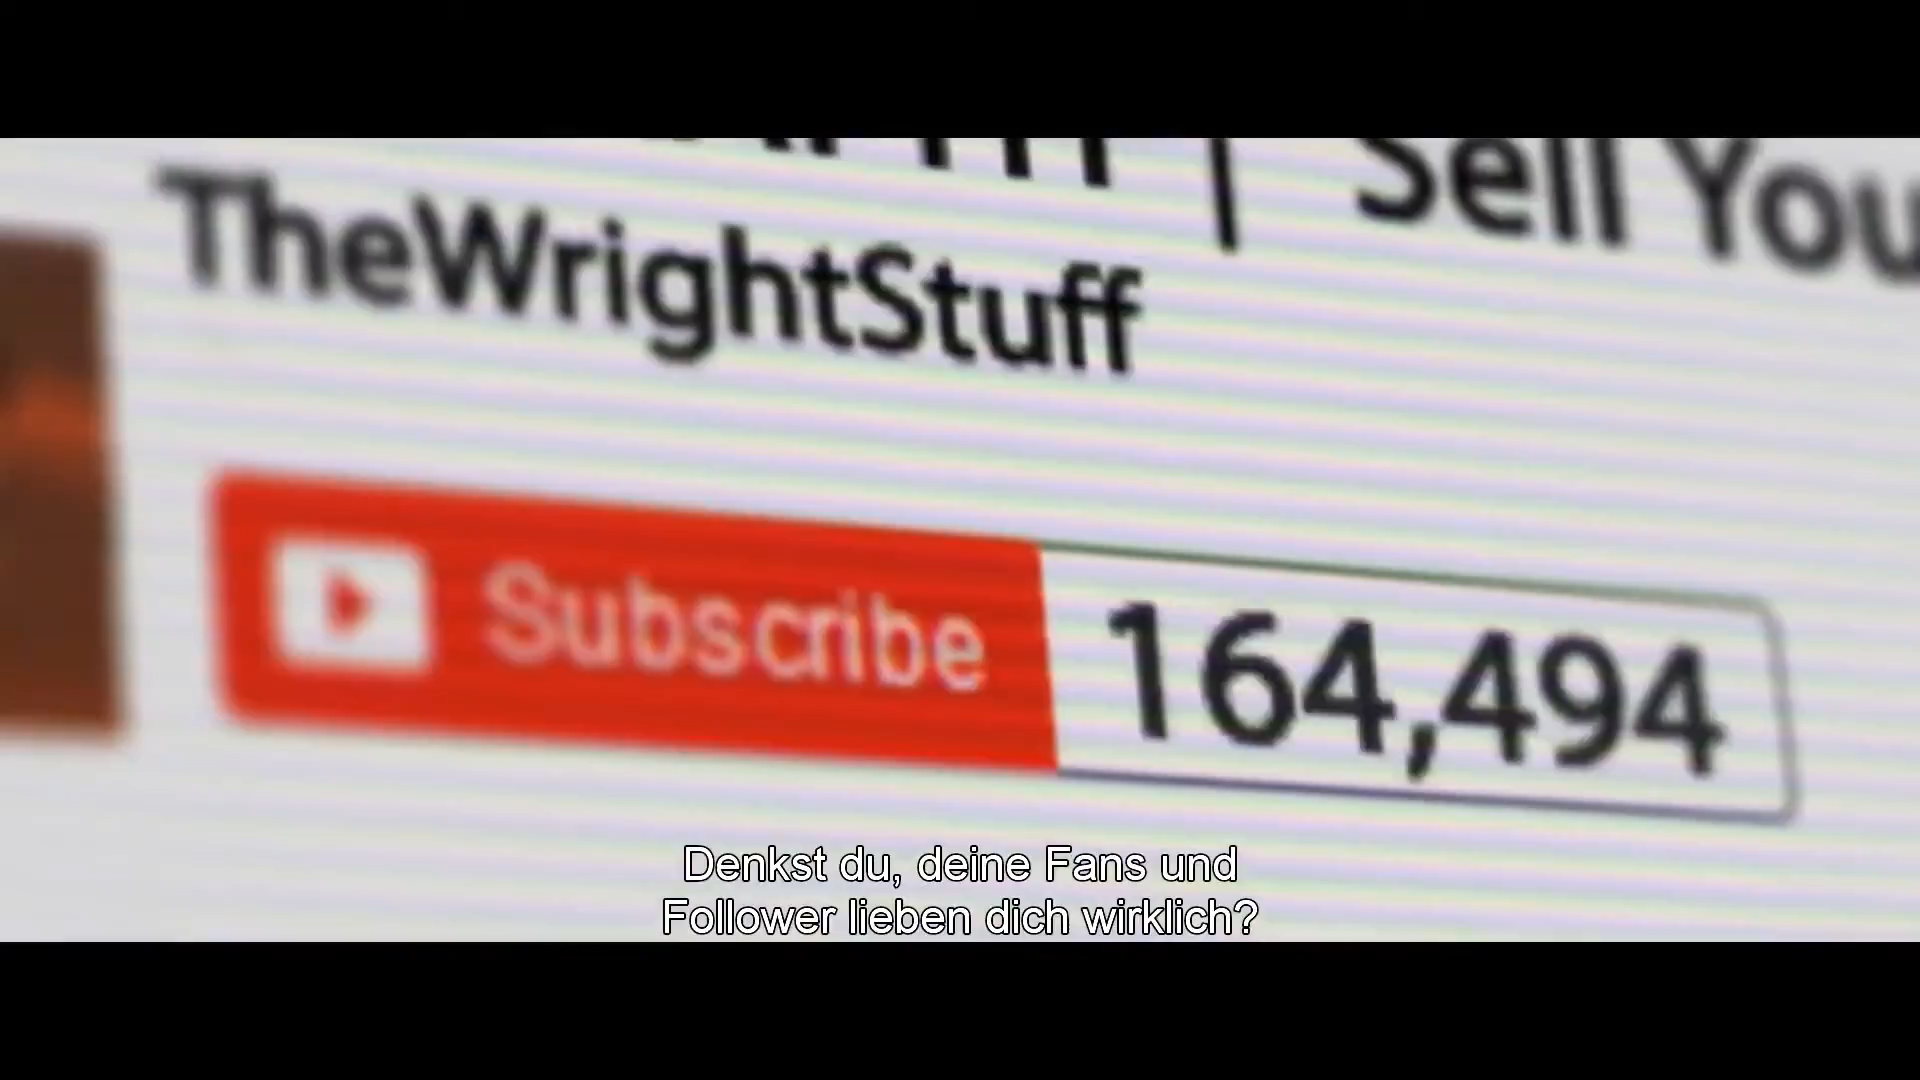 Sell You
TheWrightStuff
Subscribe 164,494
Denkst du, deine Fans und
Follower lieben dich wirklich?